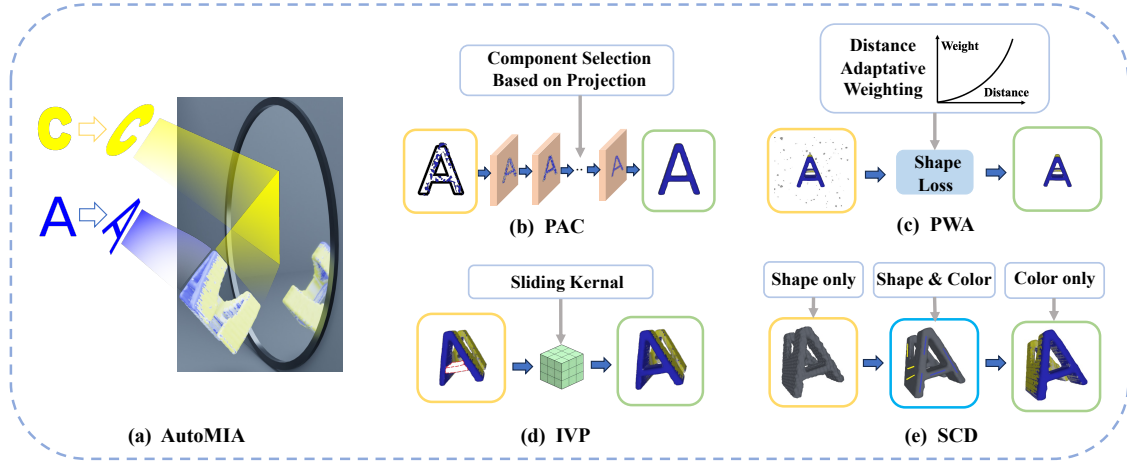 C
C
A
A
(a) AutoMIA
Component Selection
Based on Projection
A
A
A
A
A
(b) PAC
Distance
Adaptative
Weighting
Weight
Distance
A
Shape
Loss
A
(c) PWA
Sliding Kernal
A
A
(d) IVP
Shape only
Shape & Color
Color only
A
A
A
(e) SCD